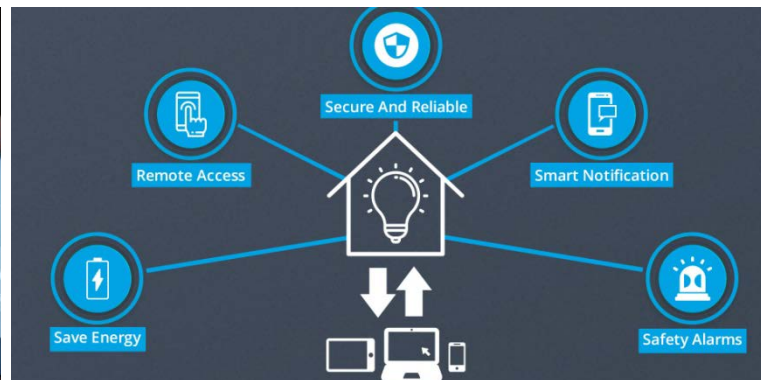 Secure And Reliable
Remote Access
Smart Notification
Save Energy
Safety Alarms